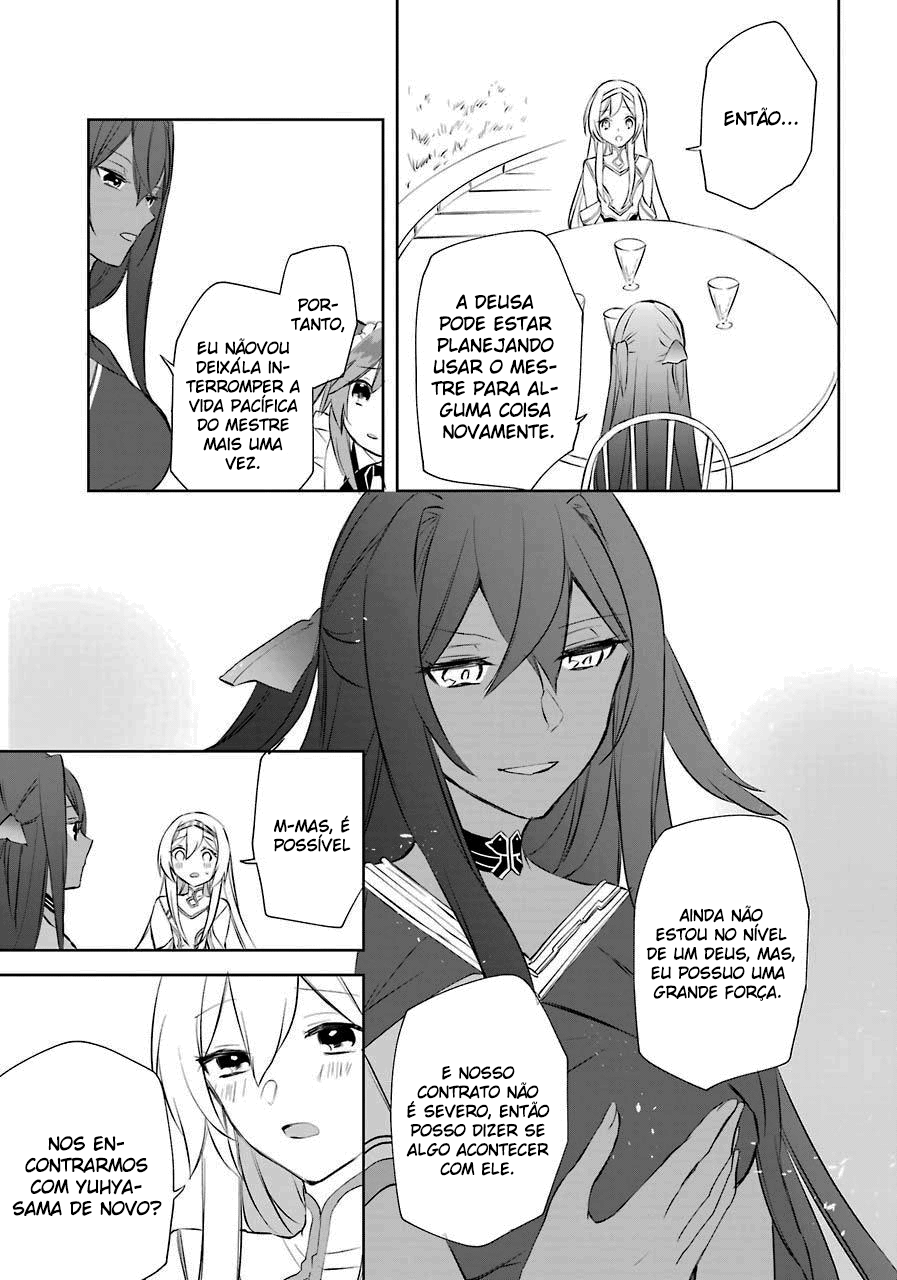 ENTÃO...
A DEUSA
PODE ESTAR
PLANEJANDO
USAR O MES-
TRE PARA AL-
GUMA COISA
NOVAMENTE.
POR-
TANTO,
EU NÃOVOU
DEIXÁLA IN-
TERROMPER A
VIDA PACÍFICA
DO MESTRE
MAIS UMA
VEZ.
AINDA NÃO
ESTOU NO NÍVEL
DE UM DEUS, MAS,
EU POSSUO UMA
GRANDE FORÇA.
E NOSSO
CONTRATO NÃO
É SEVERO, ENTÃO
POSSO DIZER SE
ALGO ACONTECER
COM ELE.
M-MAS, É
POSSÍVEL
NOS EN-
CONTRARMOS
COM YUHYA-
SAMA DE NOVO?